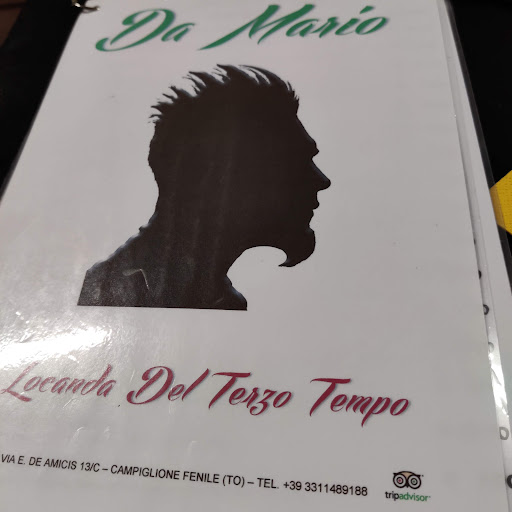 Da Mario
Locanda Del Terzo Tempo
VIA E. DE AMICIS 13/C – CAMPIGLIONE FENILE (TO) – TEL. +39 3311489188
tripadvisor